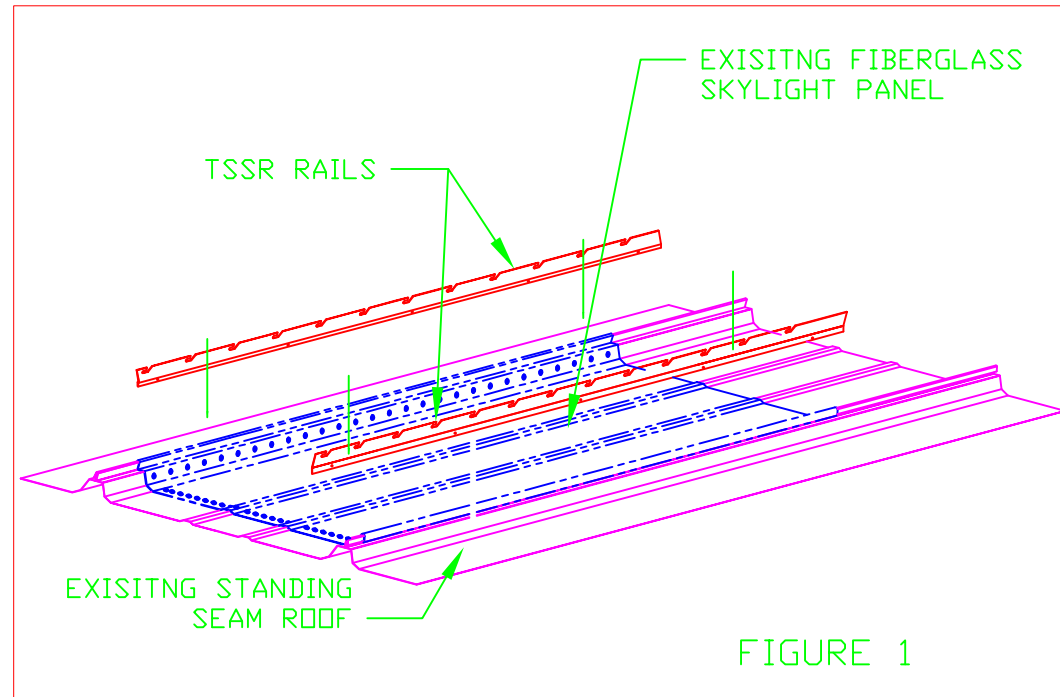 EXISITNG FIBERGLASS
SKYLIGHT PANEL
TSSR RAILS
EXISITNG STANDING
SEAM ROOF
FIGURE 1